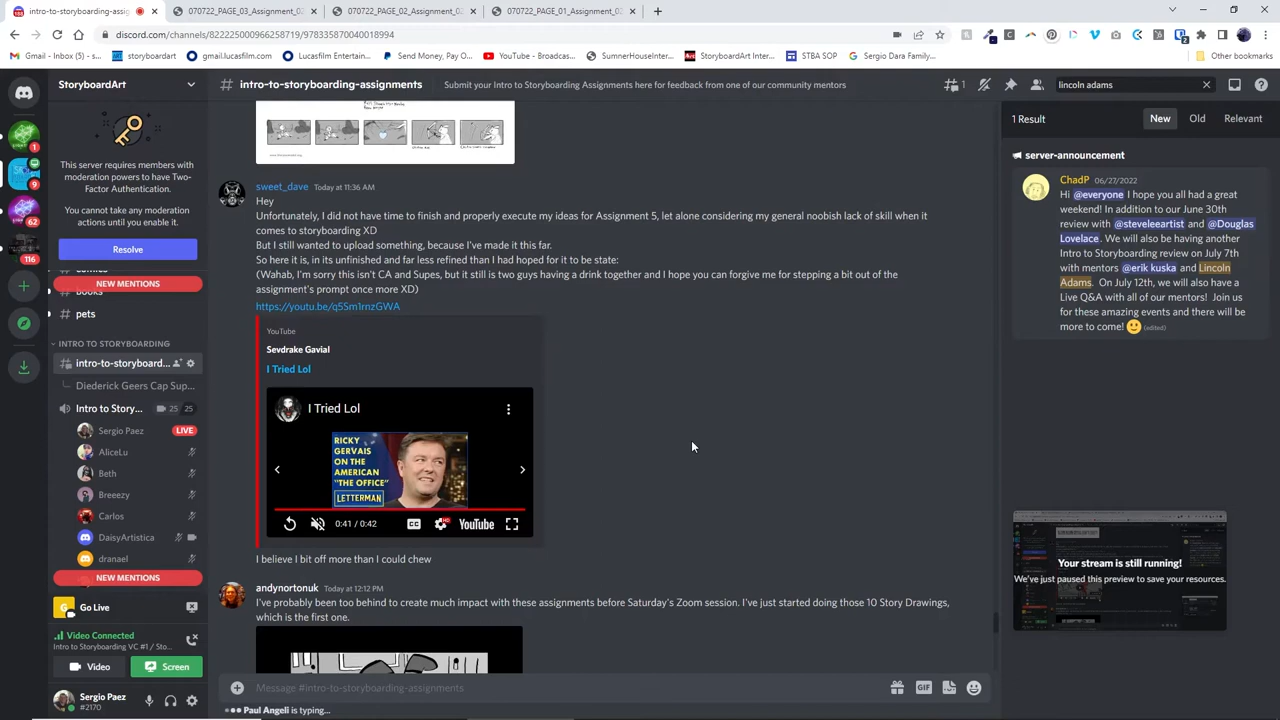 intro-to-storyboarding-assig
070722_PAGE_03_Assignment_02
070722_PAGE_02_Assignment_02
070722_PAGE_01_Assignment_02
discord.com/channels/822225000966258719/978335870040018994
Gmail - Inbox (5) - s...
storyboardart
gmail.lucasfilm.com
Lucasfilm Entertain...
Send Money, Pay O...
YouTube - Broadcas...
SumnerHouseInter...
StoryboardArt Inter...
STBA SOP
Sergio Dara Family...
StoryboardArt
intro-to-storyboarding-assignments
Submit your Intro to Storyboarding Assignments here for feedback from one of our community mentors
1
lincoln adams
This server requires members with moderation powers to have Two-Factor Authentication.
You cannot take any moderation actions until you enable it.
Resolve
NEW MENTIONS
books
pets
INTRO TO STORYBOARDING
intro-to-storyboard...
Diederick Geers Cap Sup...
Intro to Story...
25 25
Sergio Paez
LIVE
AliceLu
Beth
Breeezy
Carlos
DaisyArtistica
dranael
NEW MENTIONS
Go Live
Video Connected
Intro to Storyboarding VC #1 / Sto...
Video
Screen
Sergio Paez
#2170
1
9
62
116
sweet_dave Today at 11:36 AM
Hey
Unfortunately, I did not have time to finish and properly execute my ideas for Assignment 5, let alone considering my general noobish lack of skill when it
comes to storyboarding XD
But I still wanted to upload something, because I've made it this far.
So here it is, in its unfinished and far less refined than I had hoped for it to be state:
(Wahab, I'm sorry this isn't CA and Supes, but it still is two guys having a drink together and I hope you can forgive me for stepping a bit out of the
assignment's prompt once more XD)
https://youtu.be/q5Sm1rnzGWA
YouTube
Sevdrake Gavial
I Tried Lol
I Tried Lol
RICKY
GERVAIS
ON THE
AMERICAN
"THE OFFICE"
LETTERMAN
0:41 / 0:42
CC
HD
YouTube
I believe I bit off more than I could chew
andynortonuk Today at 12:12 PM
I've probably been too behind to create much impact with these assignments before Saturday's Zoom session. I've just started doing those 10 Story Drawings,
which is the first one.
Message #intro-to-storyboarding-assignments
GIF
Paul Angeli is typing...
1 Result
New
Old
Relevant
server-announcement
ChadP 06/27/2022
Hi @everyone I hope you all had a great
weekend! In addition to our June 30th
review with @steveleeartist and @Douglas
Lovelace. We will also be having another
Intro to Storyboarding review on July 7th
with mentors @erik kuska and Lincoln
Adams. On July 12th, we will also have a
Live Q&A with all of our mentors! Join us
for these amazing events and there will be
more to come! (edited)
Your stream is still running!
We've just paused this preview to save your resources.